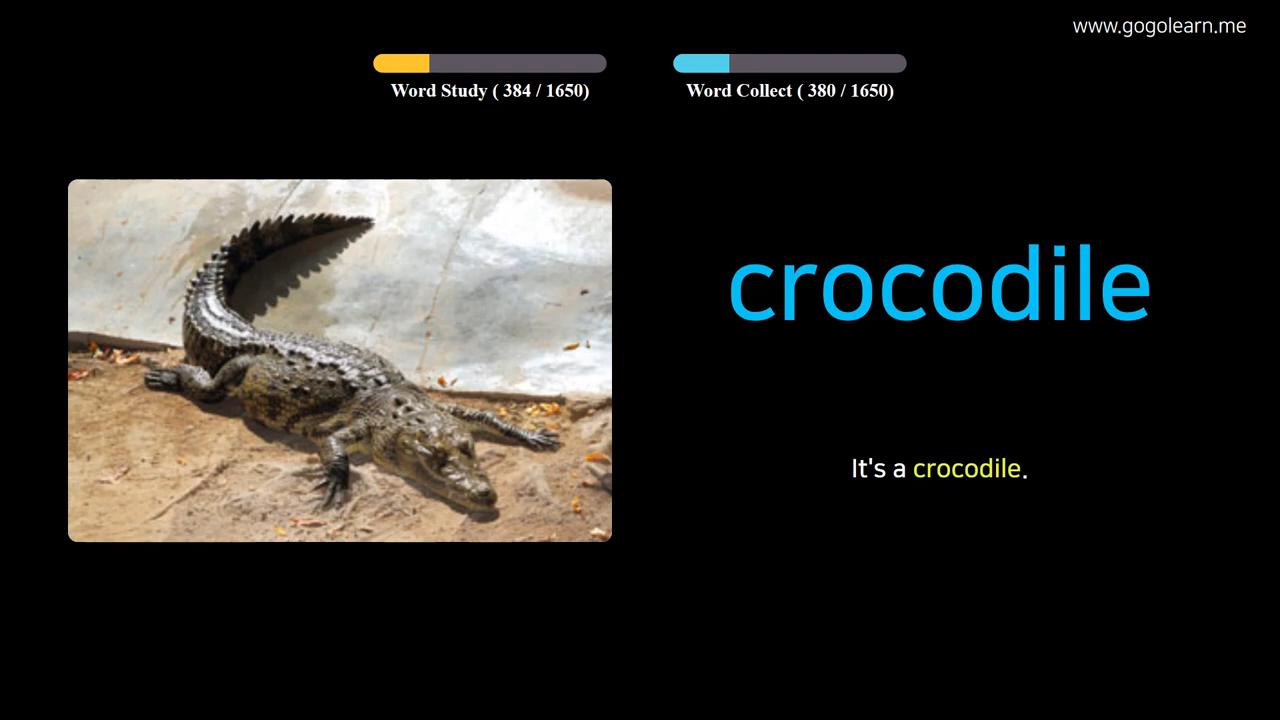 www.gogolearn.me
Word Study ( 384 / 1650)
Word Collect ( 380 / 1650)
crocodile
It's a crocodile.